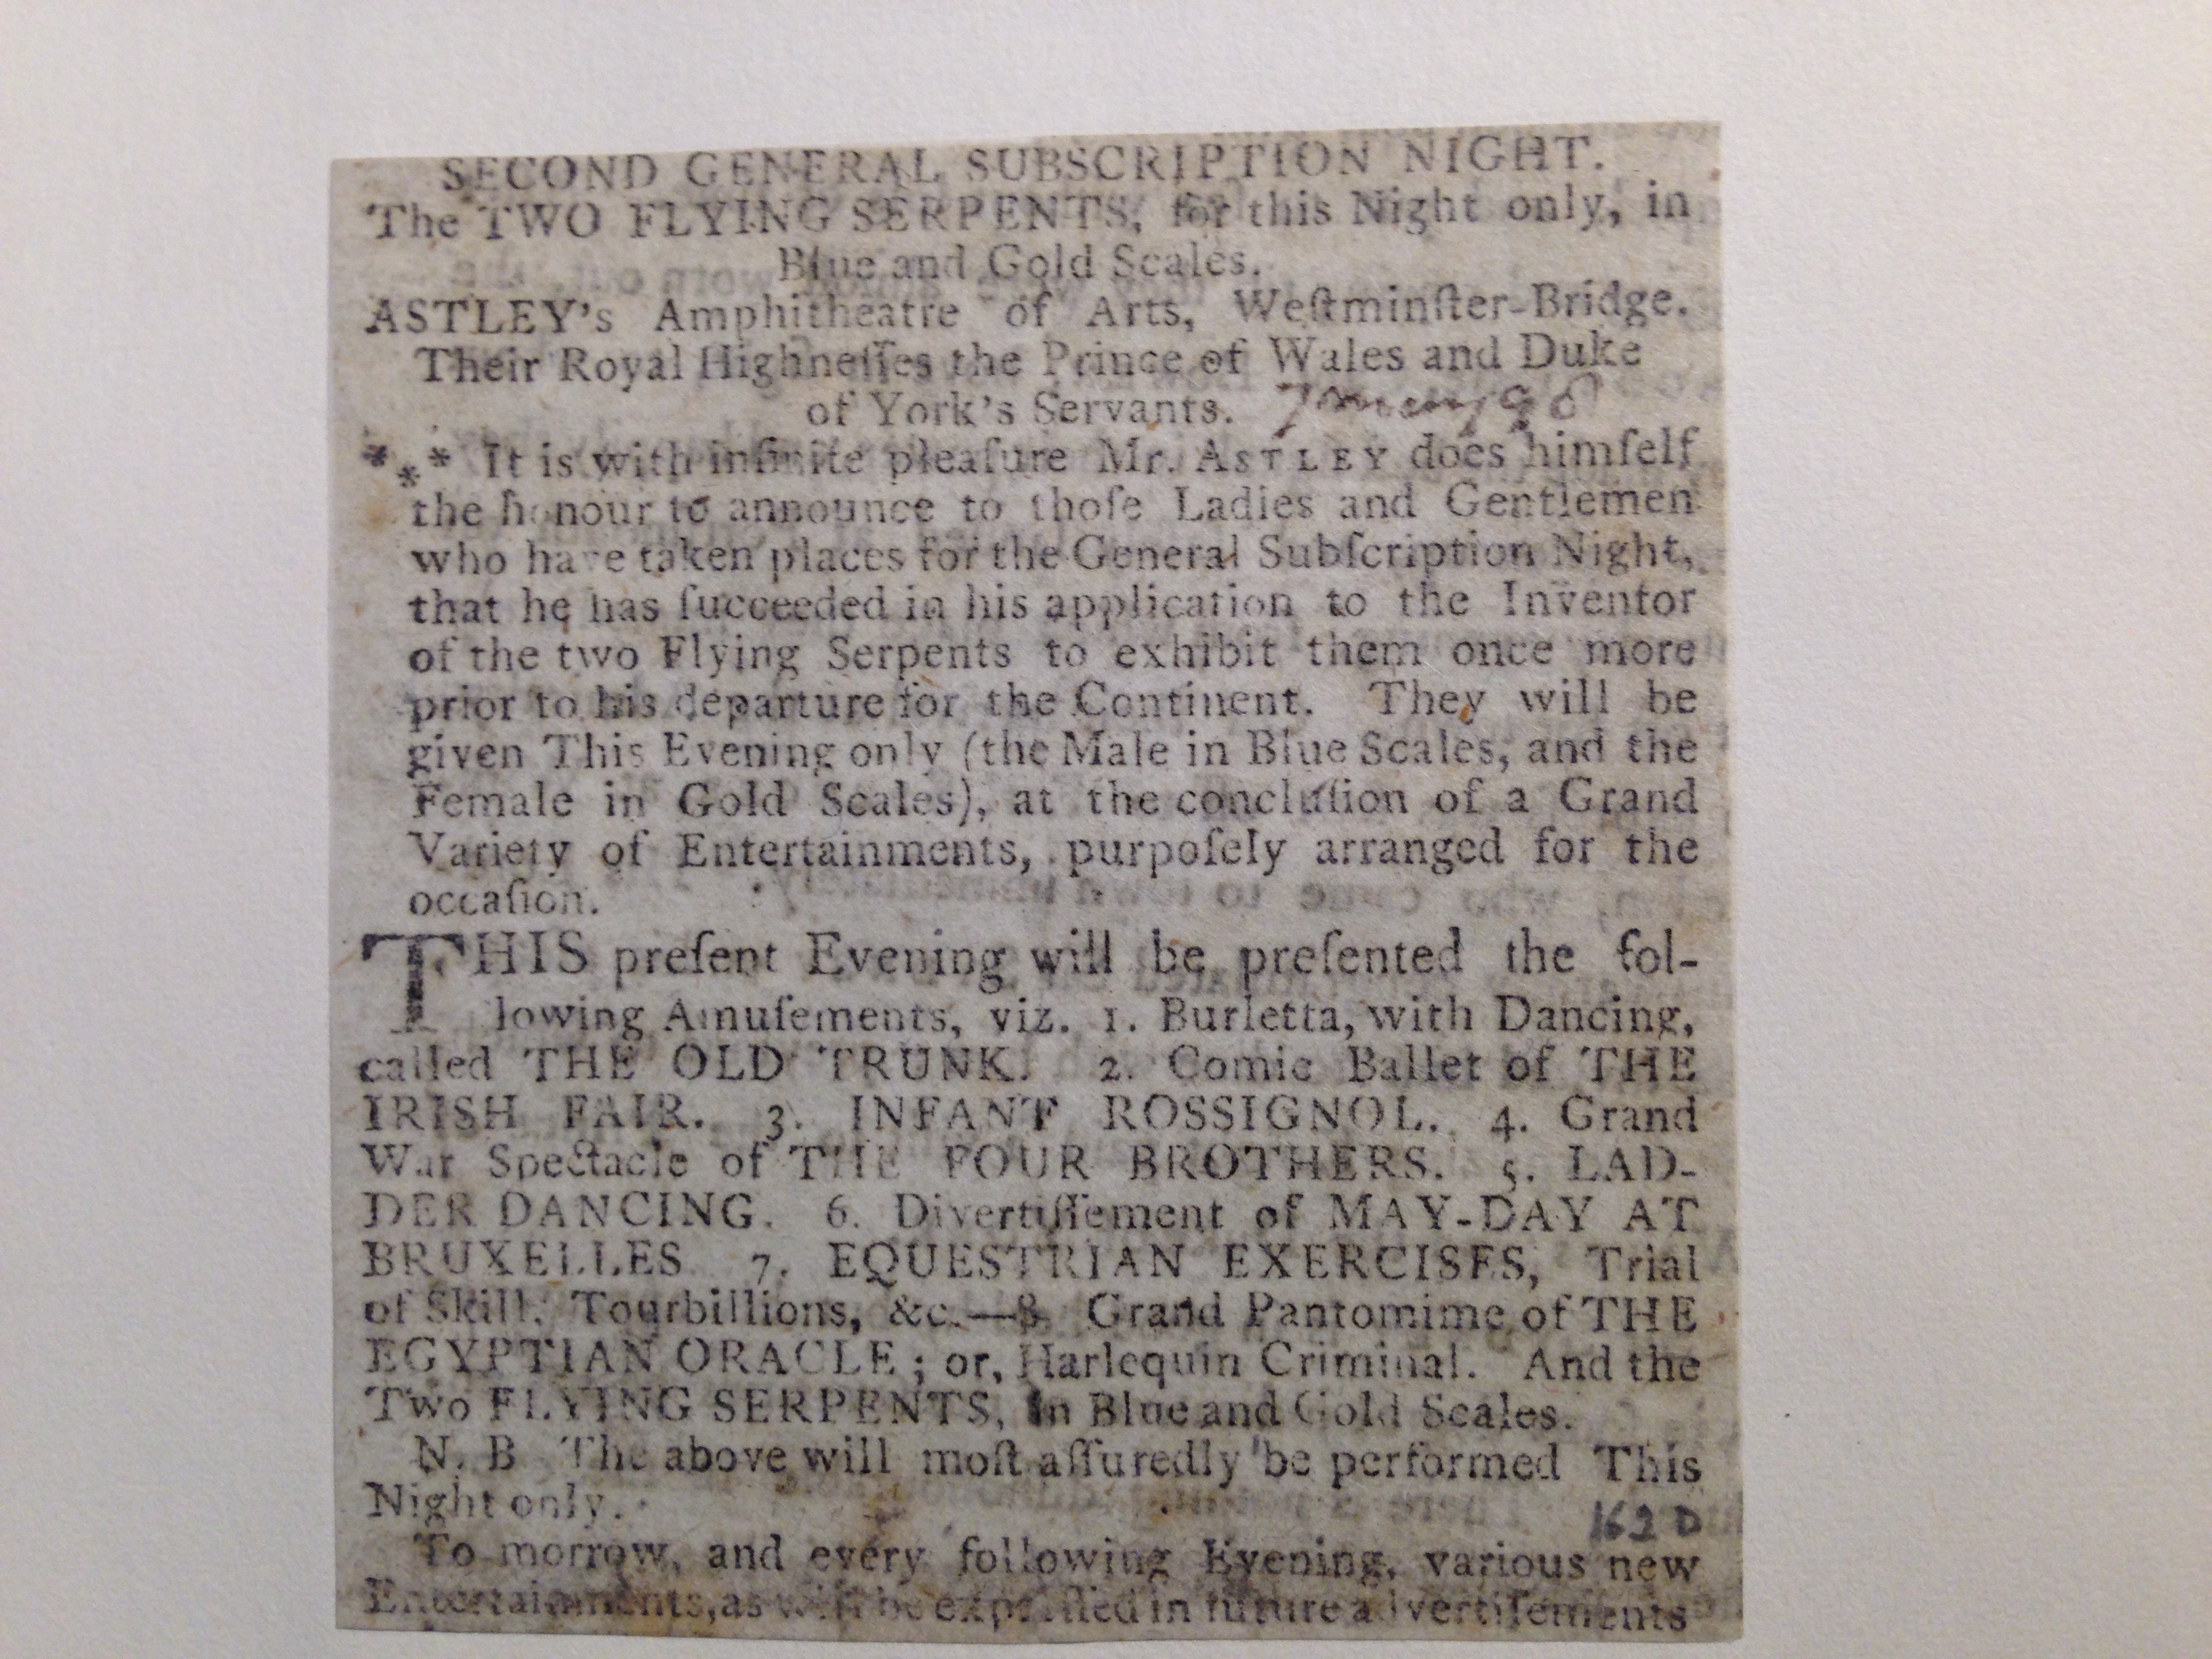 SECOND GENERAL SUBSCRIPTION NIGHT.
The TWO FLYING SERPENTS, for this Night only, in
Blue and Gold Scales.
ASTLEY's Amphitheatre of Arts, Weſtminſter-Bridge.
Their Royal Highneſſes the Prince of Wales and Duke
of York's Servants. 7 may 98
*⁎* It is with infinite pleaſure Mr. ASTLEY does himſelf
the honour to announce to thoſe Ladies and Gentlemen
who have taken places for the General Subſcription Night,
that he has ſucceeded in his application to the Inventor
of the two Flying Serpents to exhibit them once more
prior to his departure for the Continent. They will be
given This Evening only (the Male in Blue Scales, and the
Female in Gold Scales), at the concluſion of a Grand
Variety of Entertainments, purpoſely arranged for the
occaſion.
THIS preſent Evening will be preſented the fol-
lowing Amuſements, viz. 1. Burletta, with Dancing,
called THE OLD TRUNK. 2. Comic Ballet of THE
IRISH FAIR. 3. INFANT ROSSIGNOL. 4. Grand
War Spectacle of THE FOUR BROTHERS. 5. LAD-
DER DANCING. 6. Divertiſſement of MAY-DAY AT
BRUXELLES 7. EQUESTRIAN EXERCISES, Trial
of Skill, Tourbillions, &c.—8. Grand Pantomime of THE
EGYPTIAN ORACLE; or, Harlequin Criminal. And the
Two FLYING SERPENTS, in Blue and Gold Scales.
N. B The above will moſt aſſuredly be performed This
Night only.
162 D
To-morrow, and every following Evening, various new
Entertainments, as will be expreſſed in future advertiſements